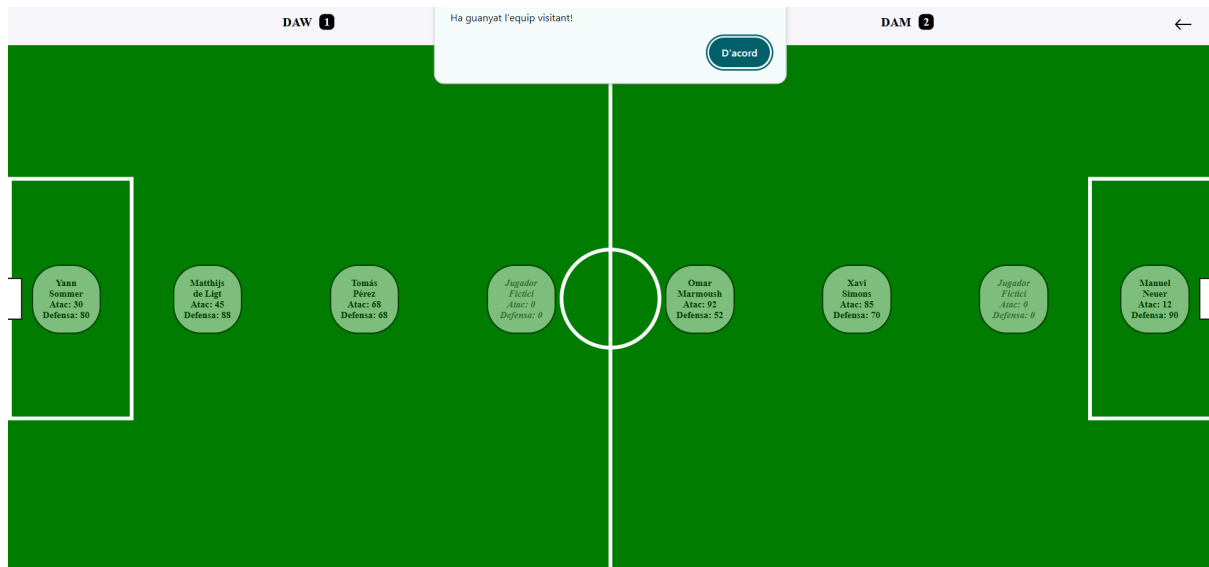 DAW 1
Ha guanyat l'equip visitant!
D'acord
DAM 2
Yann
Sommer
Atac: 30
Defensa: 80
Matthijs
de Ligt
Atac: 45
Defensa: 88
Tomás
Pérez
Atac: 68
Defensa: 68
Jugador
Fictici
Atac: 0
Defensa: 0
Omar
Marmoush
Atac: 92
Defensa: 52
Xavi
Simons
Atac: 85
Defensa: 70
Jugador
Fictici
Atac: 0
Defensa: 0
Manuel
Neuer
Atac: 12
Defensa: 90